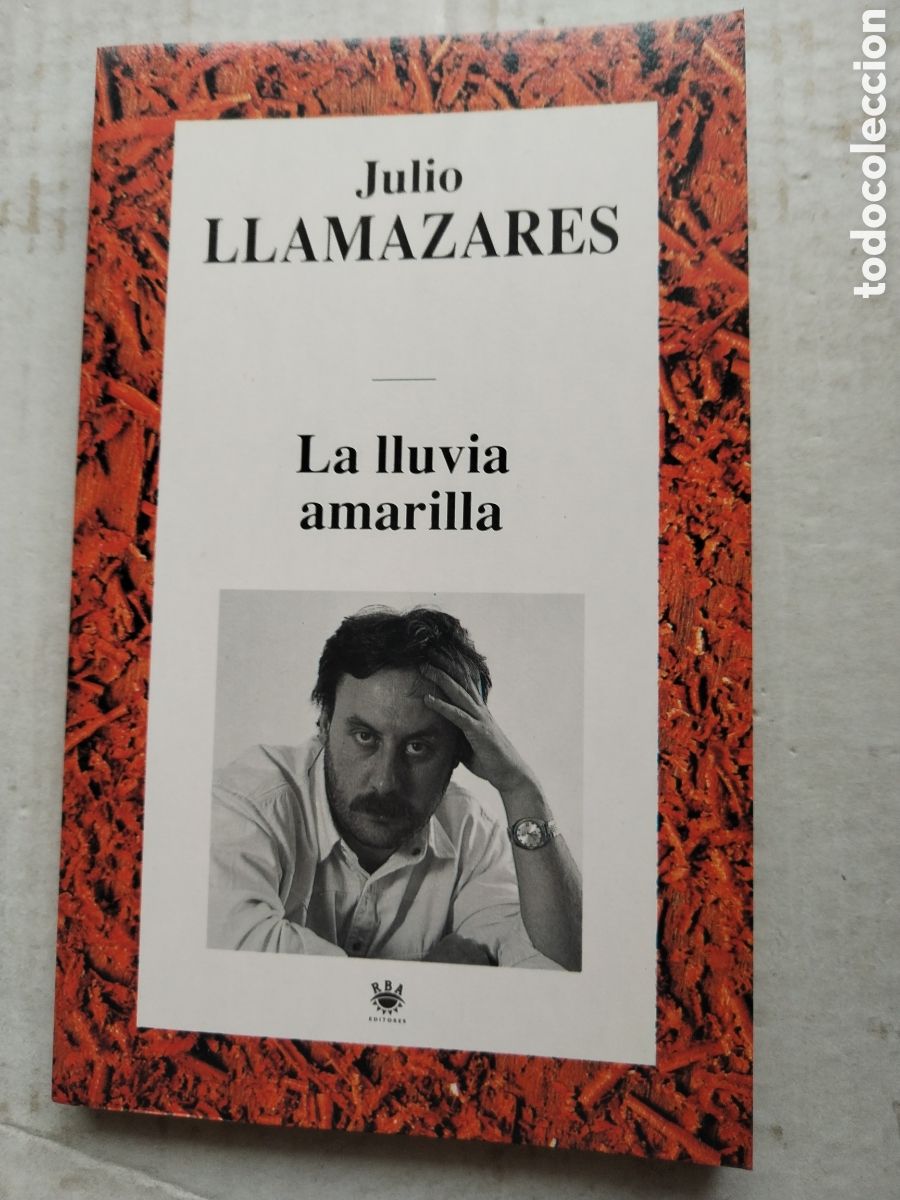 Julio
LLAMAZARES
La lluvia
amarilla
RBA
EDITORES
todocoleccion